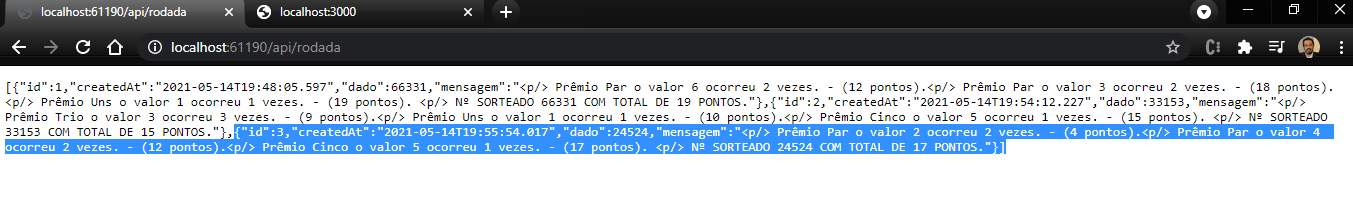 localhost:61190/api/rodada
localhost:3000
localhost:61190/api/rodada
[{"id":1,"createdAt":"2021-05-14T19:48:05.597","dado":66331,"mensagem":"<p/> Prêmio Par o valor 6 ocorreu 2 vezes. - (12 pontos).<p/> Prêmio Par o valor 3 ocorreu 2 vezes. - (18 pontos).
<p/> Prêmio Uns o valor 1 ocorreu 1 vezes. - (19 pontos). <p/> Nº SORTEADO 66331 COM TOTAL DE 19 PONTOS."},{"id":2,"createdAt":"2021-05-14T19:54:12.227","dado":33153,"mensagem":"<p/>
Prêmio Trio o valor 3 ocorreu 3 vezes. - (9 pontos).<p/> Prêmio Uns o valor 1 ocorreu 1 vezes. - (10 pontos).<p/> Prêmio Cinco o valor 5 ocorreu 1 vezes. - (15 pontos). <p/> Nº SORTEADO
33153 COM TOTAL DE 15 PONTOS."},{"id":3,"createdAt":"2021-05-14T19:55:54.017","dado":24524,"mensagem":"<p/> Prêmio Par o valor 2 ocorreu 2 vezes. - (4 pontos).<p/> Prêmio Par o valor 4
ocorreu 2 vezes. - (12 pontos).<p/> Prêmio Cinco o valor 5 ocorreu 1 vezes. - (17 pontos). <p/> Nº SORTEADO 24524 COM TOTAL DE 17 PONTOS."}]